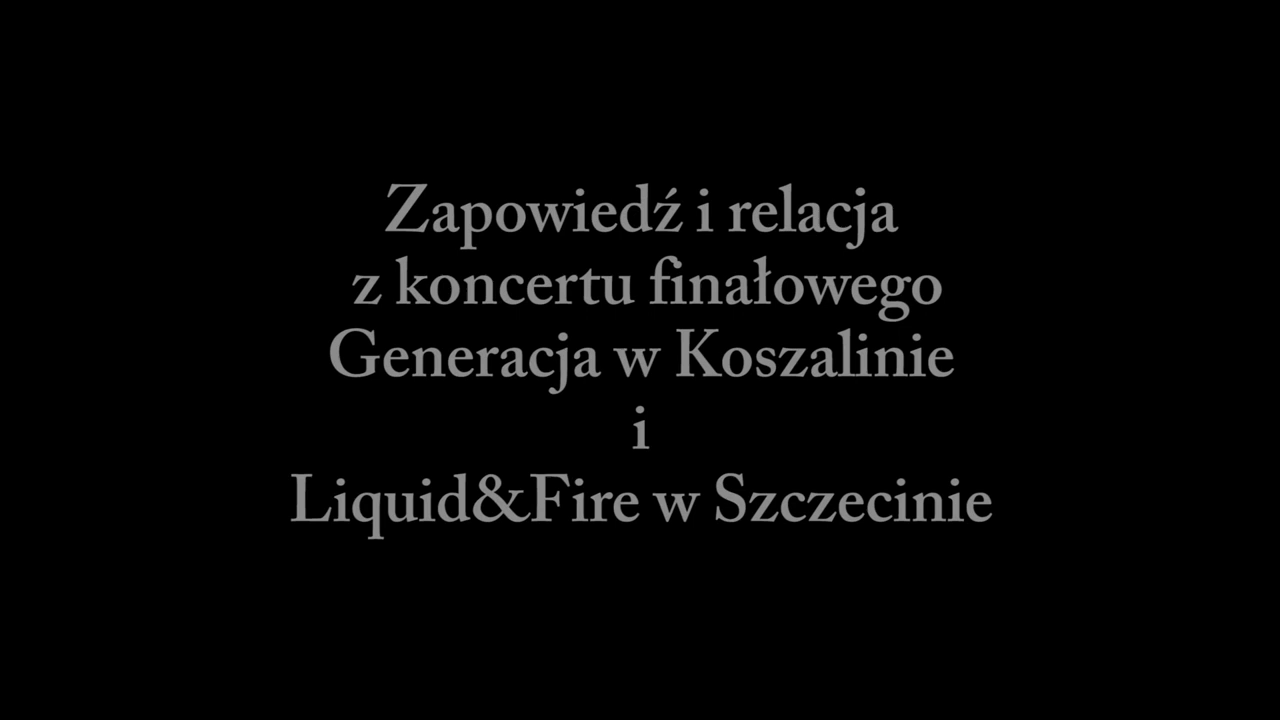 Zapowiedź i relacja
z koncertu finałowego
Generacja w Koszalinie
i
Liquid&Fire w Szczecinie